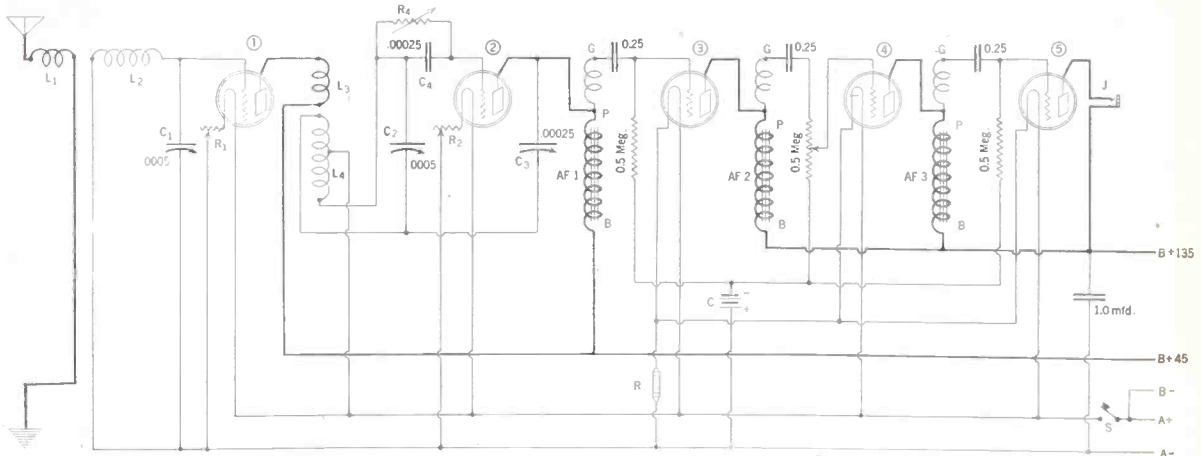 R4
.00025
①
②
G
0.25
③
G
0.25
④
G
0.25
⑤
L1
L2
L3
C4
J
C1
.0005
R1
C2
.0005
R2
.00025
C3
P
P
P
L4
AF 1
0.5 Meg.
AF 2
0.5 Meg.
AF 3
0.5 Meg.
B
B
B
B+135
C
-
+
1.0 mfd.
B+45
R
B-
S
A+
A-